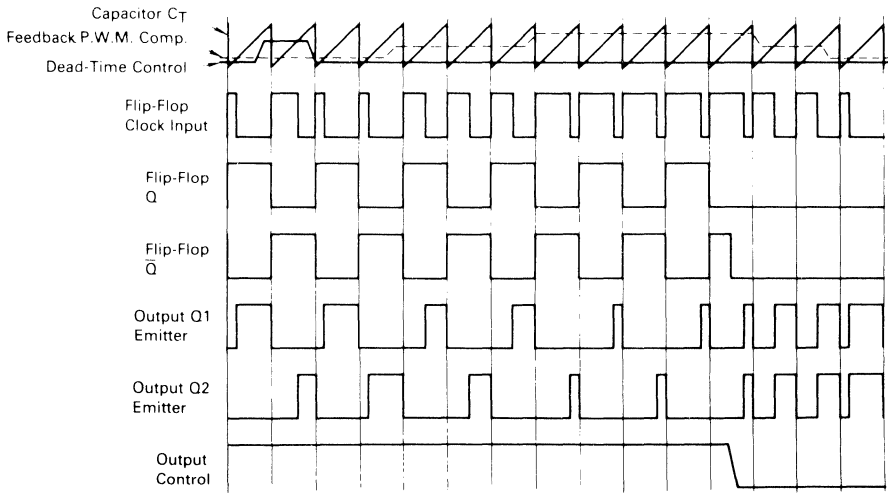 Capacitor CT
Feedback P.W.M. Comp.
Dead-Time Control
Flip-Flop
Clock Input
Flip-Flop
Q
Flip-Flop
Q̅
Output Q1
Emitter
Output Q2
Emitter
Output
Control